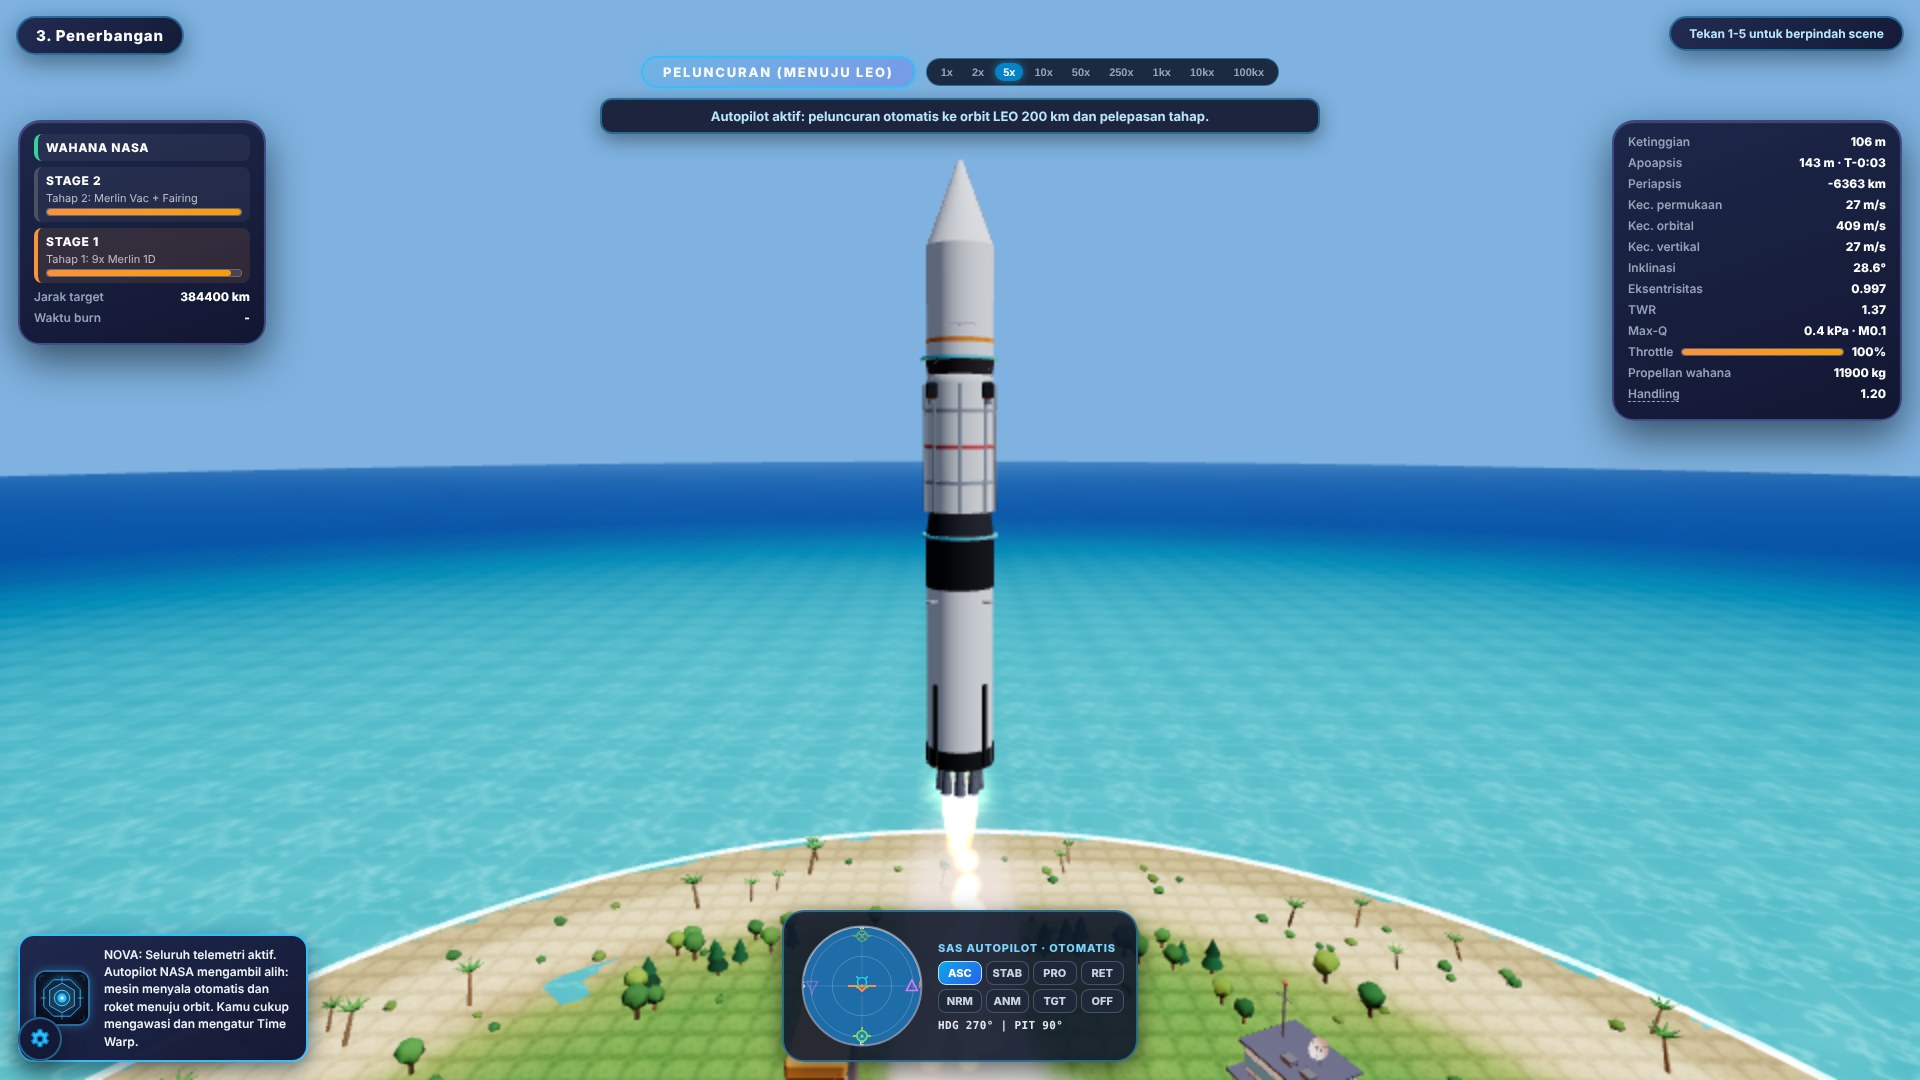 3. Penerbangan
Tekan 1-5 untuk berpindah scene
PELUNCURAN (MENUJU LEO)
1x 2x 5x 10x 50x 250x 1kx 10kx 100kx
Autopilot aktif: peluncuran otomatis ke orbit LEO 200 km dan pelepasan tahap.
WAHANA NASA
STAGE 2
Tahap 2: Merlin Vac + Fairing
STAGE 1
Tahap 1: 9x Merlin 1D
Jarak target 384400 km
Waktu burn -
Ketinggian 106 m
Apoapsis 143 m · T-0:03
Periapsis -6363 km
Kec. permukaan 27 m/s
Kec. orbital 409 m/s
Kec. vertikal 27 m/s
Inklinasi 28.6°
Eksentrisitas 0.997
TWR 1.37
Max-Q 0.4 kPa · M0.1
Throttle 100%
Propellan wahana 11900 kg
Handling 1.20
NOVA: Seluruh telemetri aktif.
Autopilot NASA mengambil alih:
mesin menyala otomatis dan
roket menuju orbit. Kamu cukup
mengawasi dan mengatur Time
Warp.
SAS AUTOPILOT · OTOMATIS
ASC STAB PRO RET
NRM ANM TGT OFF
HDG 270° | PIT 90°